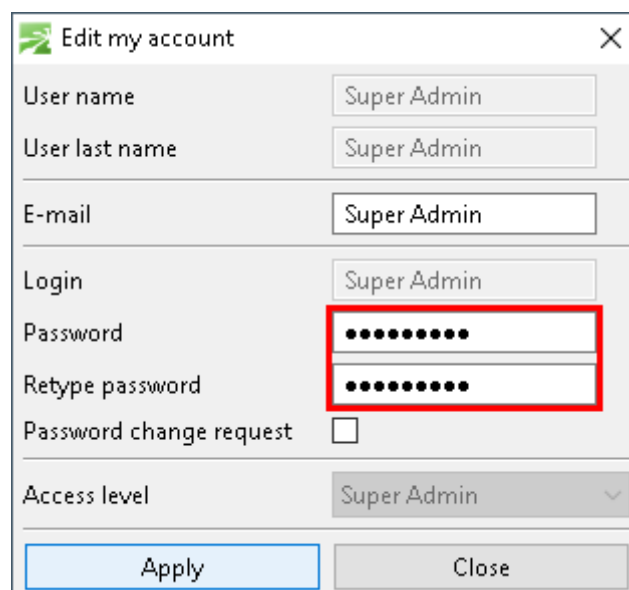 Edit my account
User name Super Admin
User last name Super Admin
E-mail Super Admin
Login Super Admin
Password ●●●●●●●●●
Retype password ●●●●●●●●●
Password change request
Access level Super Admin
Apply Close